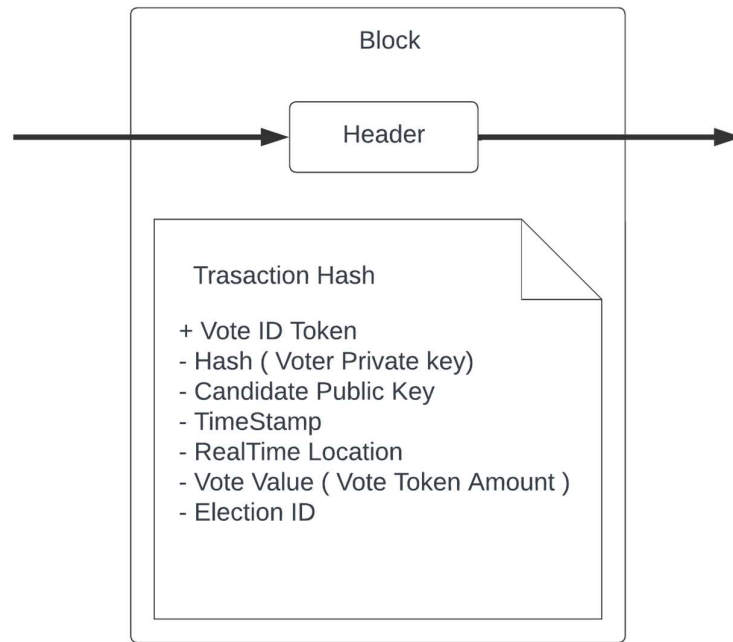 Block
Header
Trasaction Hash
+ Vote ID Token
- Hash ( Voter Private key)
- Candidate Public Key
- TimeStamp
- RealTime Location
- Vote Value ( Vote Token Amount )
- Election ID